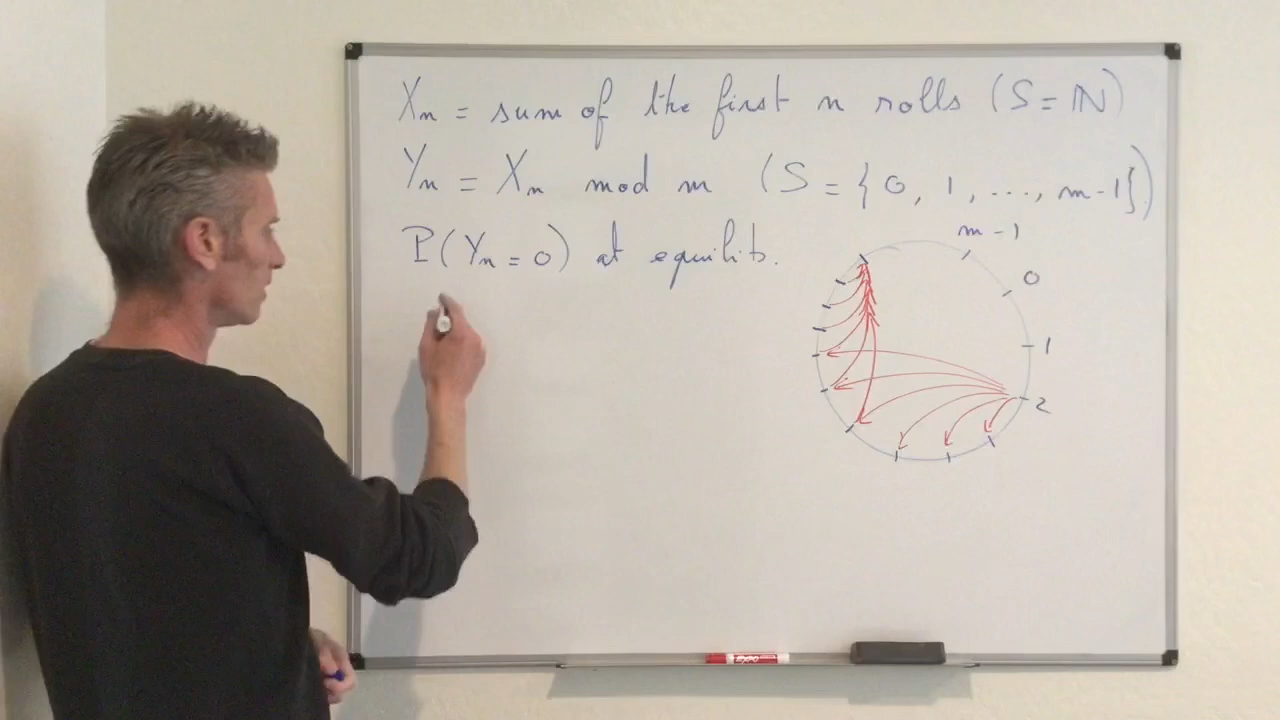 Xn = sum of the first n rolls (S = ℕ)
Yn = Xn mod m (S = {0, 1, ..., m-1})
P(Yn = 0) at equilib.
m-1
0
1
2
EXPO